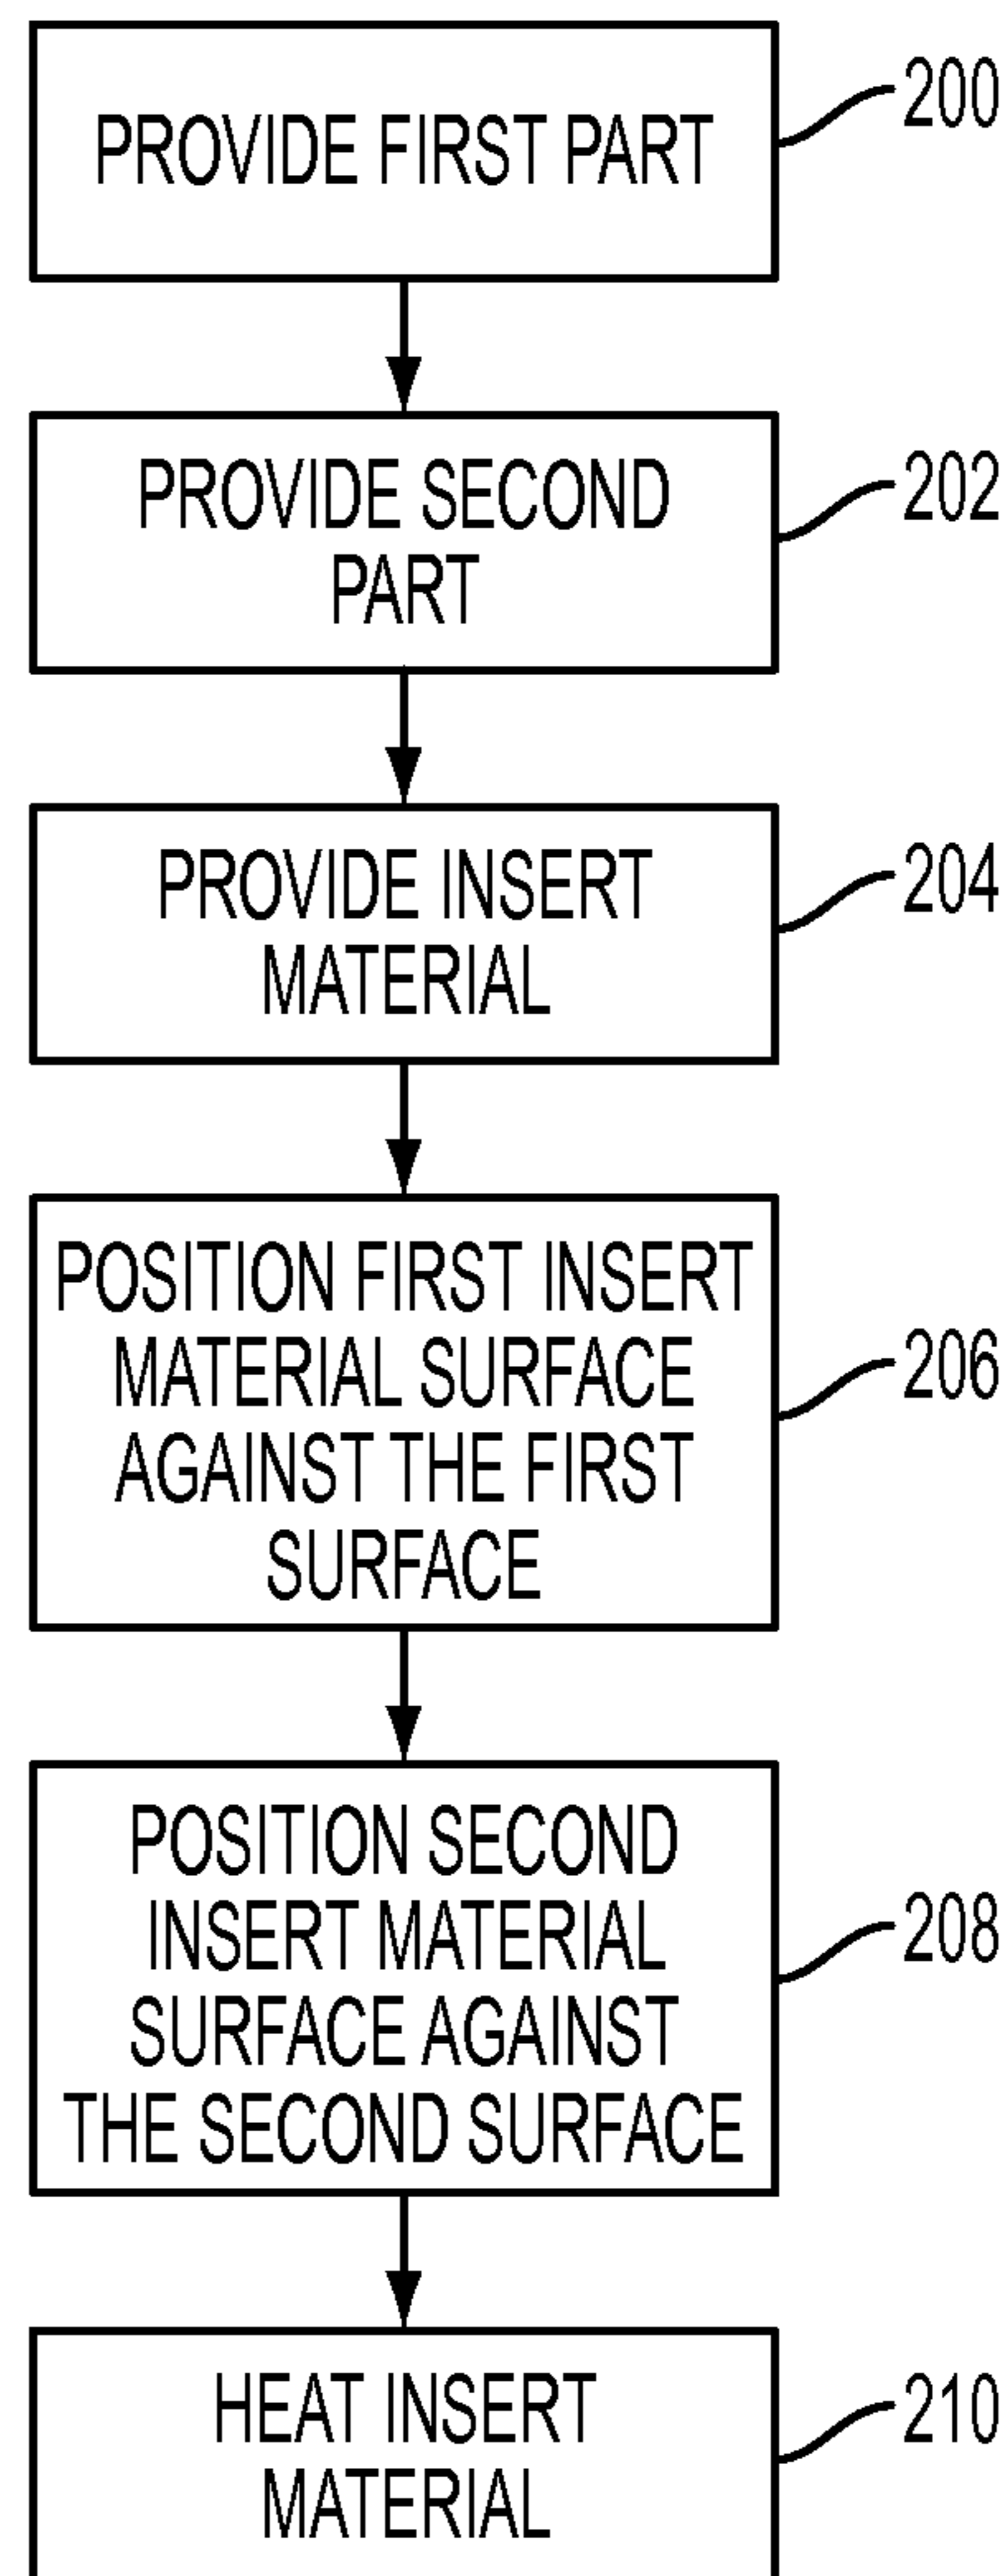 PROVIDE FIRST PART
200
PROVIDE SECOND
PART
202
PROVIDE INSERT
MATERIAL
204
POSITION FIRST INSERT
MATERIAL SURFACE
AGAINST THE FIRST
SURFACE
206
POSITION SECOND
INSERT MATERIAL
SURFACE AGAINST
THE SECOND SURFACE
208
HEAT INSERT
MATERIAL
210